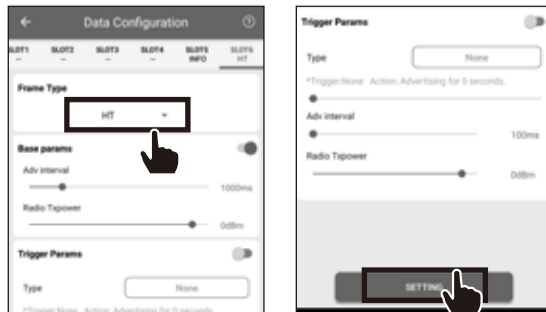 Data Configuration
SLOT1 SLOT2 SLOT3 SLOT4 SLOT5 SLOT6
-- -- -- -- INFO HT
Frame Type
HT
Base params
Adv interval
1000ms
Radio Txpower
0dBm
Trigger Params
Type None
*Trigger:None Action: Advertising for 0 seconds.
Trigger Params
Type None
*Trigger:None Action: Advertising for 0 seconds.
Adv interval
100ms
Radio Txpower
0dBm
SETTING